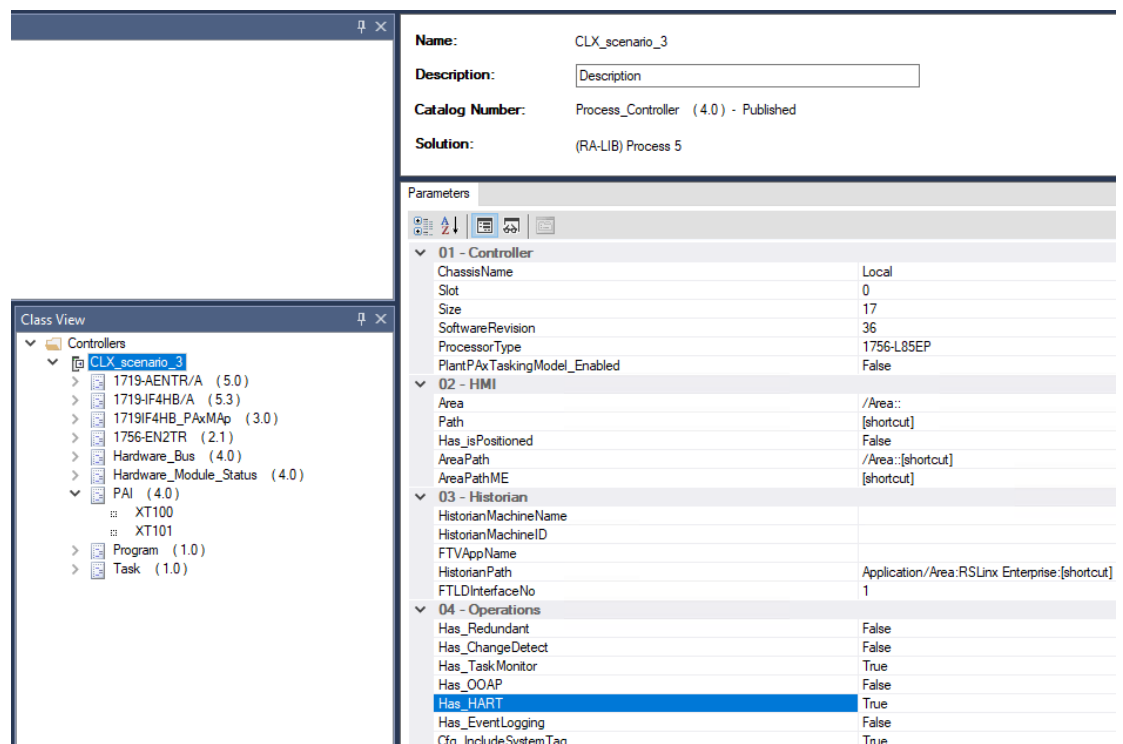 Name: CLX_scenario_3
Description: Description
Catalog Number: Process_Controller (4.0) - Published
Solution: (RA-LIB) Process 5
Parameters
01 - Controller
ChassisName Local
Slot 0
Size 17
SoftwareRevision 36
ProcessorType 1756-L85EP
PlantPAxTaskingModel_Enabled False
02 - HMI
Area /Area::
Path [shortcut]
Has_isPositioned False
AreaPath /Area::[shortcut]
AreaPathME [shortcut]
03 - Historian
HistorianMachineName
HistorianMachineID
FTVAppName
HistorianPath Application/Area:RSLinx Enterprise:[shortcut]
FTLDInterfaceNo 1
04 - Operations
Has_Redundant False
Has_ChangeDetect False
Has_TaskMonitor True
Has_OOAP False
Has_HART True
Has_EventLogging False
Cfg_IncludeSystemTag True
Class View
Controllers
CLX_scenario_3
1719-AENTR/A (5.0)
1719-IF4HB/A (5.3)
1719IF4HB_PAxMAp (3.0)
1756-EN2TR (2.1)
Hardware_Bus (4.0)
Hardware_Module_Status (4.0)
PAI (4.0)
XT100
XT101
Program (1.0)
Task (1.0)